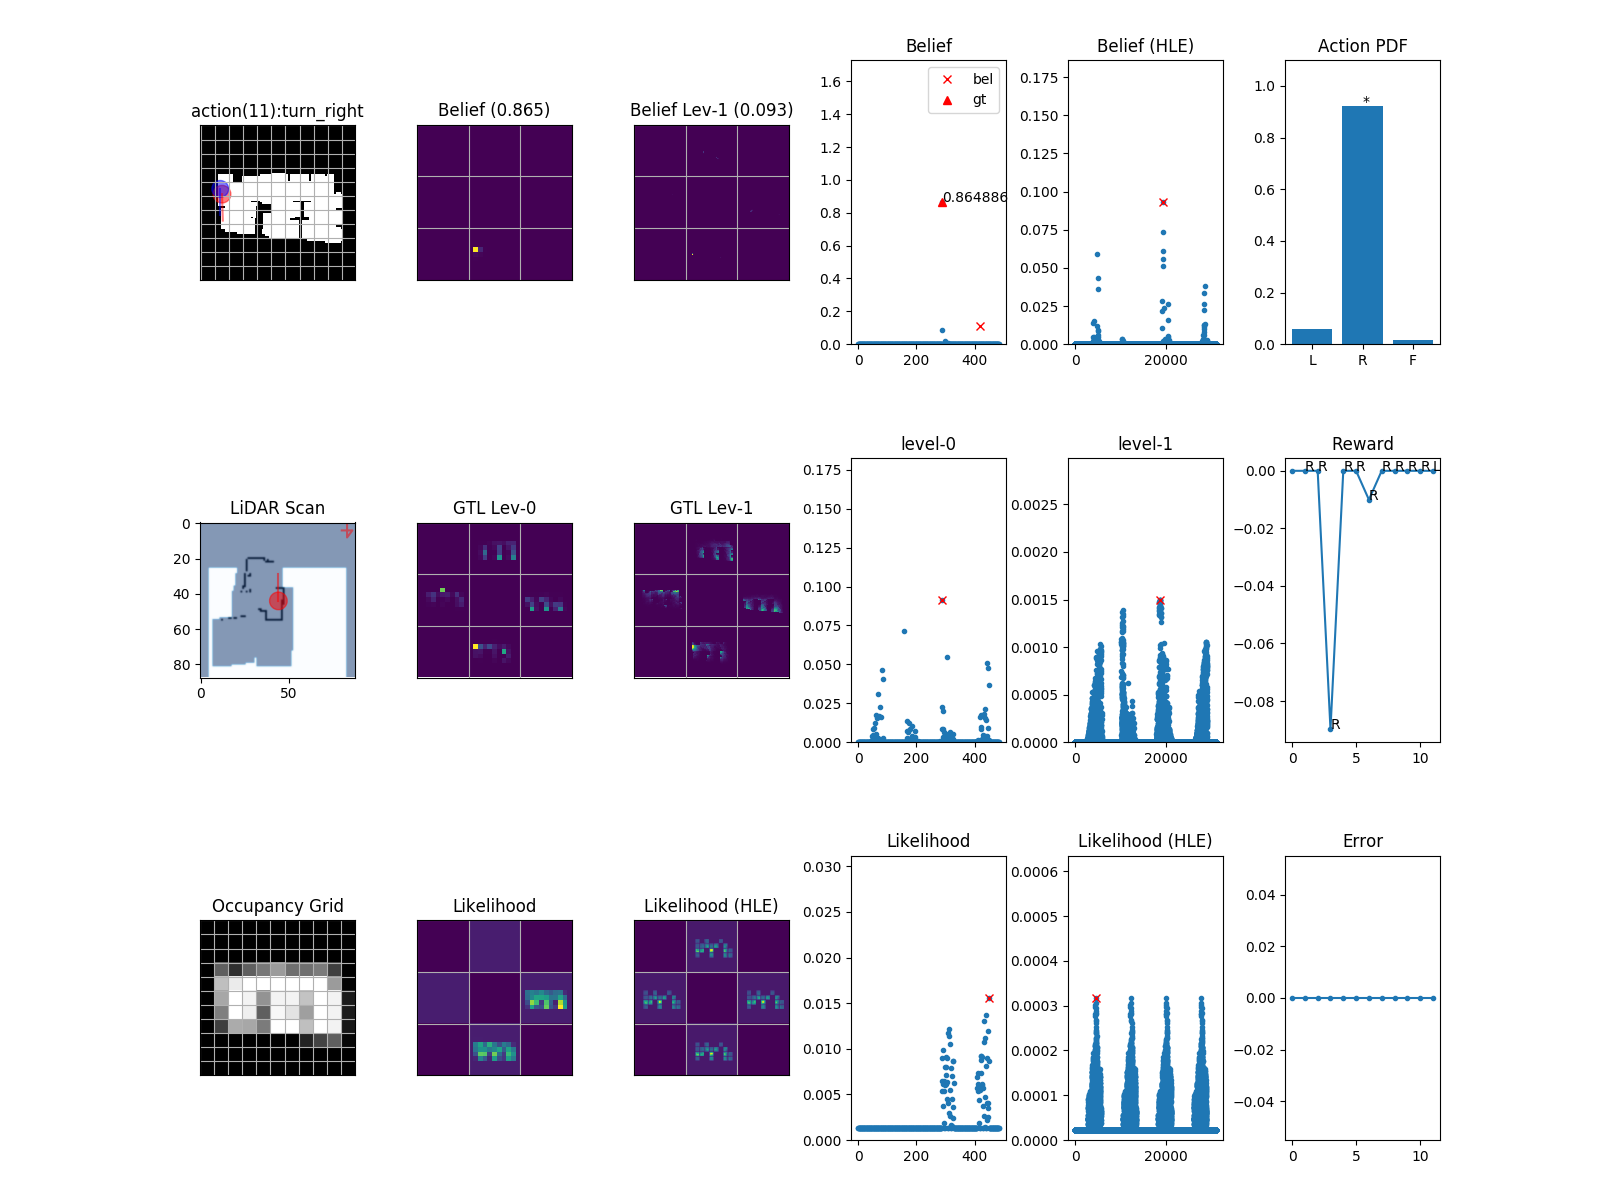 Belief
Belief (HLE)
Action PDF
action(11):turn_right
Belief (0.865)
Belief Lev-1 (0.093)
bel
gt
*
0.864886
1.6
1.4
1.2
1.0
0.8
0.6
0.4
0.2
0.0
0 200 400
0.175
0.150
0.125
0.100
0.075
0.050
0.025
0.000
0 20000
1.0
0.8
0.6
0.4
0.2
0.0
L R F
level-0
level-1
Reward
LiDAR Scan
GTL Lev-0
GTL Lev-1
0
20
40
60
80
0 50
0.175
0.150
0.125
0.100
0.075
0.050
0.025
0.000
0 200 400
0.0025
0.0020
0.0015
0.0010
0.0005
0.0000
0 20000
0.00
−0.02
−0.04
−0.06
−0.08
R R R R R R R R L
R
R
0 5 10
Likelihood
Likelihood (HLE)
Error
Occupancy Grid
Likelihood
Likelihood (HLE)
0.030
0.025
0.020
0.015
0.010
0.005
0.000
0 200 400
0.0006
0.0005
0.0004
0.0003
0.0002
0.0001
0.0000
0 20000
0.04
0.02
0.00
−0.02
−0.04
0 5 10